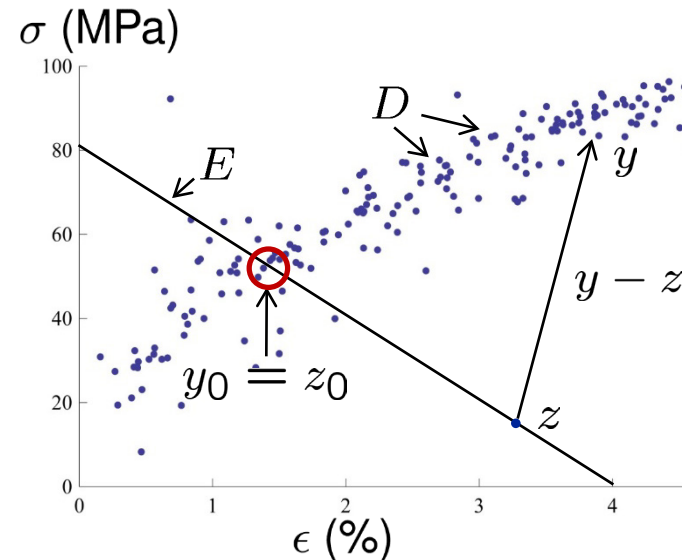 σ (MPa)
100
D
80
E
y
60
y − z
40
y₀ = z₀
20
z
0
0 1 2 3 4
ϵ (%)